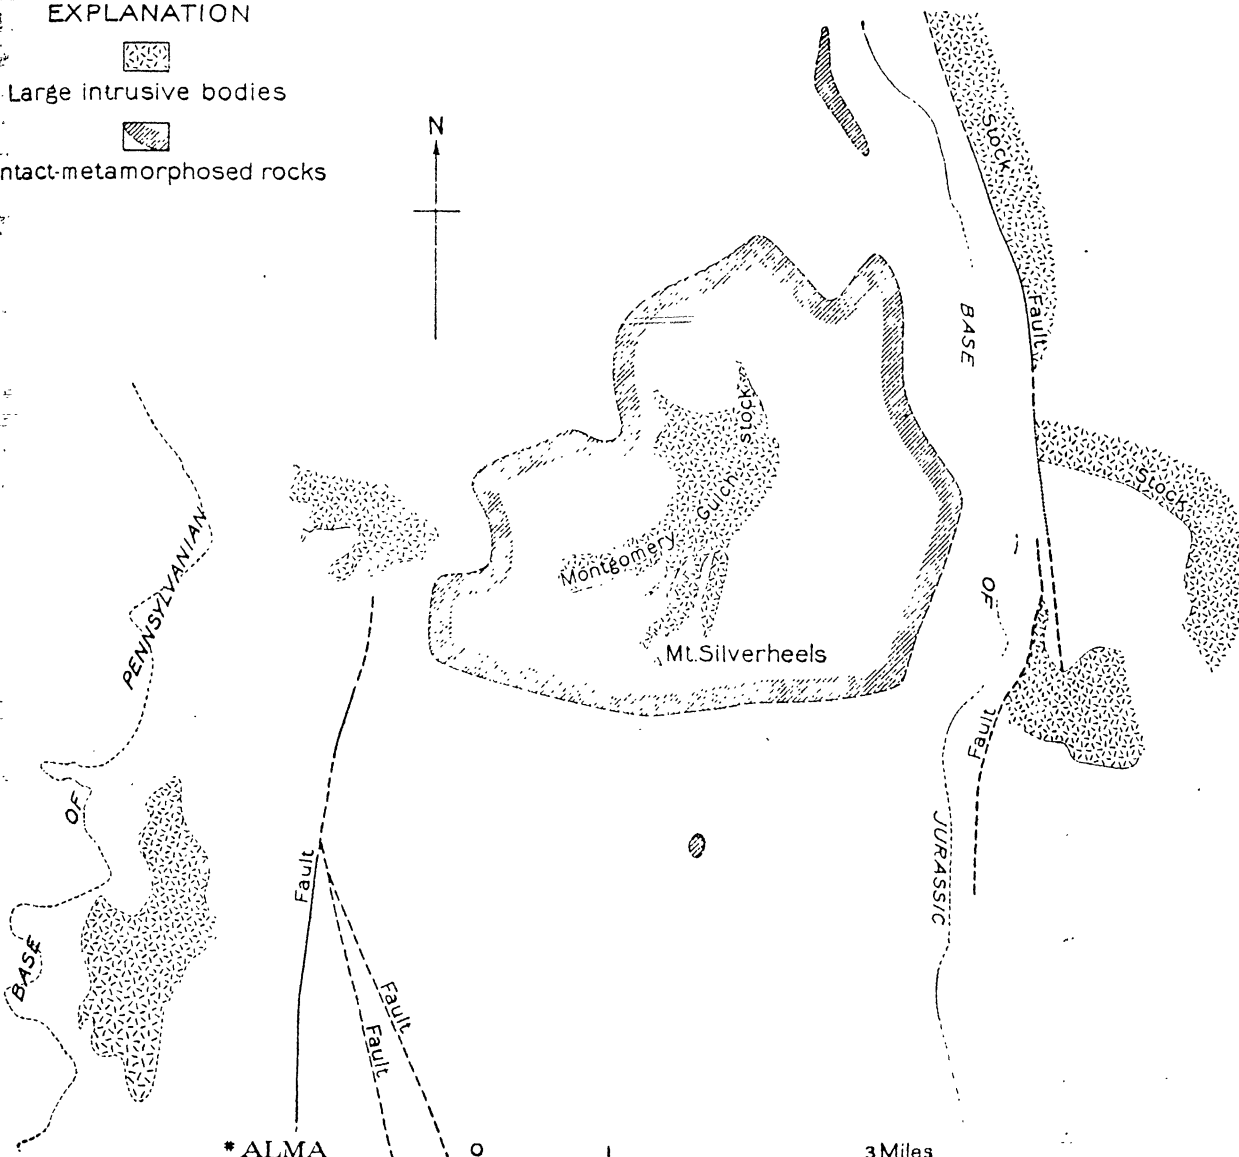 EXPLANATION
Large intrusive bodies
ntact-metamorphosed rocks
N
Stock
Fault
BASE
OF
JURASSIC
Stock
stock
Gulch
Montgomery
Mt. Silverheels
PENNSYLVANIAN
OF
BASE
Fault
Fault
Fault
Fault
* ALMA
0 1 3 Miles